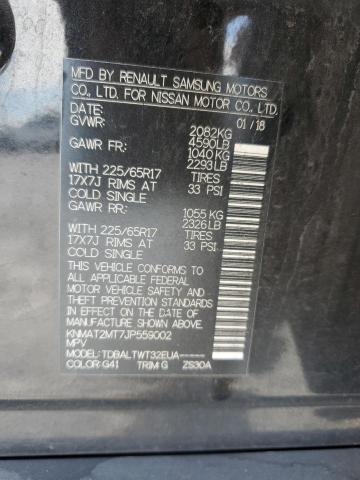 MFD BY RENAULT SAMSUNG MOTORS
CO., LTD. FOR NISSAN MOTOR CO., LTD.
DATE: 01/18
GVWR: 2082KG
4590LB
GAWR FR: 1040KG
2293LB
WITH 225/65R17 TIRES
17X7J RIMS AT 33 PSI
COLD SINGLE
GAWR RR: 1055KG
2326LB
WITH 225/65R17 TIRES
17X7J RIMS AT 33 PSI
COLD SINGLE
THIS VEHICLE CONFORMS TO
ALL APPLICABLE FEDERAL
MOTOR VEHICLE SAFETY, BUMPER,
AND THEFT PREVENTION STANDARDS
IN EFFECT ON THE DATE OF
MANUFACTURE SHOWN ABOVE.
KNMAT2MT7JP559002
MPV
MODEL:TDBALTWT32EUA-----
COLOR:G41 TRIM:G ZS30A